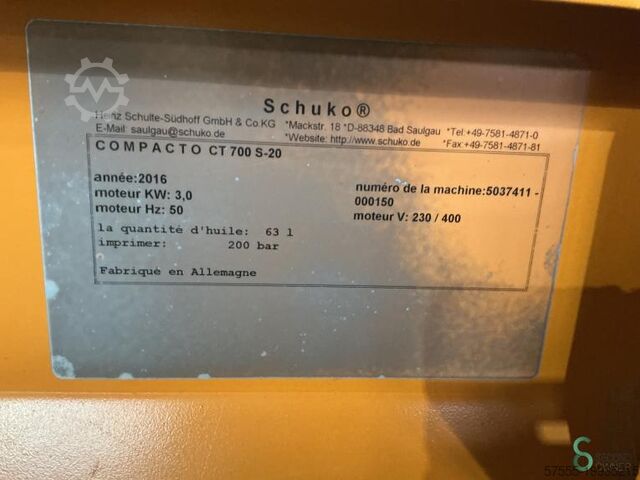 Schuko®
Heinz Schulte-Südhoff GmbH & Co.KG *Mackstr. 18 *D-88348 Bad Saulgau *Tel:+49-7581-4871-0
E-Mail: saulgau@schuko.de *Website: http://www.schuko.de *Fax:+49-7581-4871-81
COMPACTO CT 700 S-20
année:2016
moteur KW: 3,0
moteur Hz: 50
numéro de la machine:5037411 -
000150
moteur V: 230 / 400
la quantité d'huile: 63 l
imprimer: 200 bar
Fabriqué en Allemagne
SECOND
OWNER